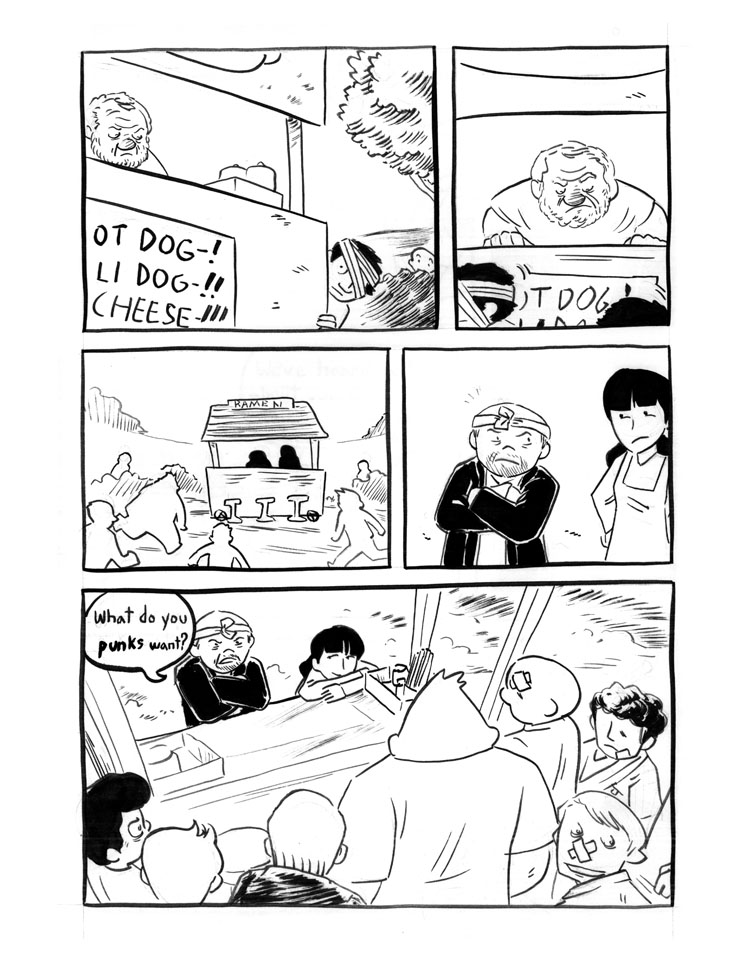 OT DOG-!
LI DOG-!!
CHEESE-!!!
OT DOG!
RAMEN
What do you
punks want?